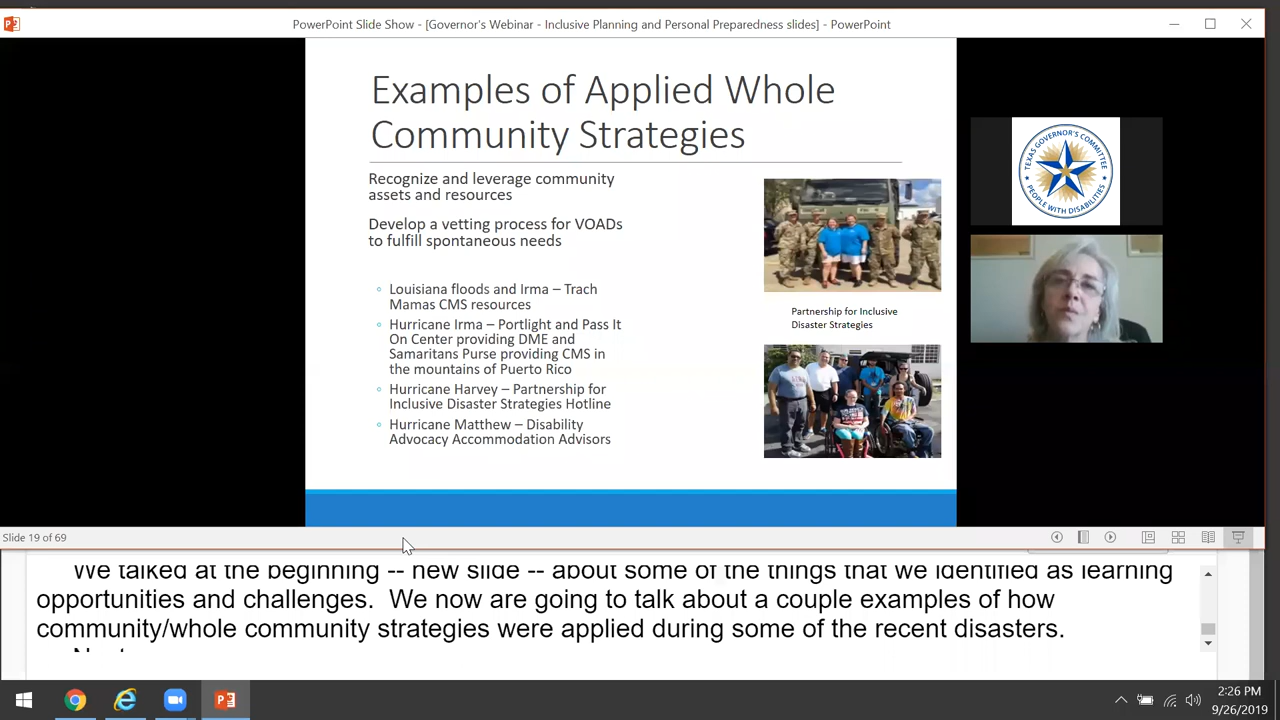 PowerPoint Slide Show - [Governor's Webinar - Inclusive Planning and Personal Preparedness slides] - PowerPoint
Examples of Applied Whole
Community Strategies
Recognize and leverage community
assets and resources
Develop a vetting process for VOADs
to fulfill spontaneous needs
Louisiana floods and Irma – Trach
Mamas CMS resources
Hurricane Irma – Portlight and Pass It
On Center providing DME and
Samaritans Purse providing CMS in
the mountains of Puerto Rico
Hurricane Harvey – Partnership for
Inclusive Disaster Strategies Hotline
Hurricane Matthew – Disability
Advocacy Accommodation Advisors
Partnership for Inclusive
Disaster Strategies
TEXAS GOVERNOR'S COMMITTEE
PEOPLE WITH DISABILITIES
Slide 19 of 69
We talked at the beginning -- new slide -- about some of the things that we identified as learning
opportunities and challenges.  We now are going to talk about a couple examples of how
community/whole community strategies were applied during some of the recent disasters.
2:26 PM
9/26/2019